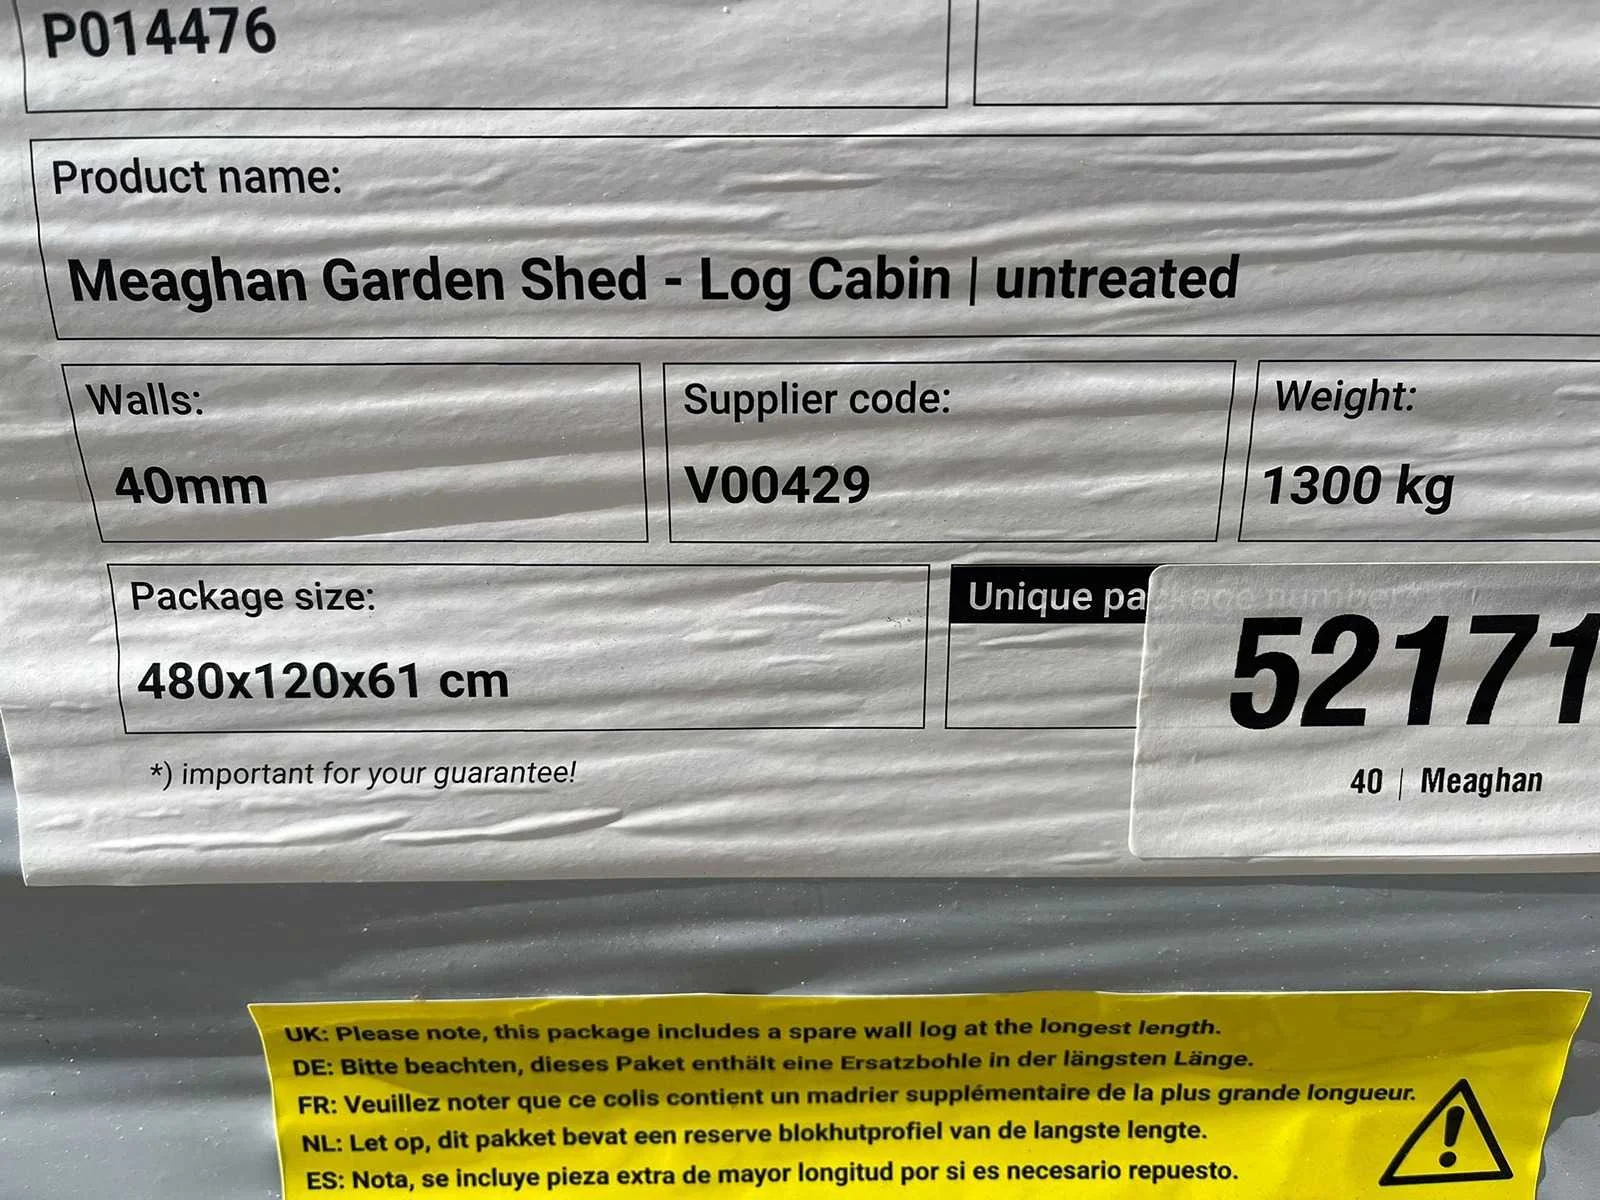 P014476
Product name:
Meaghan Garden Shed - Log Cabin | untreated
Walls:
40mm
Supplier code:
V00429
Weight:
1300 kg
Package size:
480x120x61 cm
Unique package number
52171
40 | Meaghan
*) important for your guarantee!
UK: Please note, this package includes a spare wall log at the longest length.
DE: Bitte beachten, dieses Paket enthält eine Ersatzbohle in der längsten Länge.
FR: Veuillez noter que ce colis contient un madrier supplémentaire de la plus grande longueur.
NL: Let op, dit pakket bevat een reserve blokhutprofiel van de langste lengte.
ES: Nota, se incluye pieza extra de mayor longitud por si es necesario repuesto.